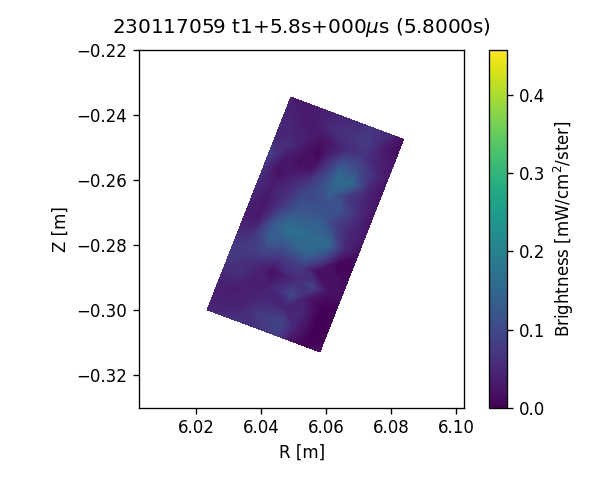 230117059 t1+5.8s+000μs (5.8000s)
−0.22
−0.24
−0.26
−0.28
−0.30
−0.32
Z [m]
6.02 6.04 6.06 6.08 6.10
R [m]
0.4
0.3
0.2
0.1
0.0
Brightness [mW/cm²/ster]